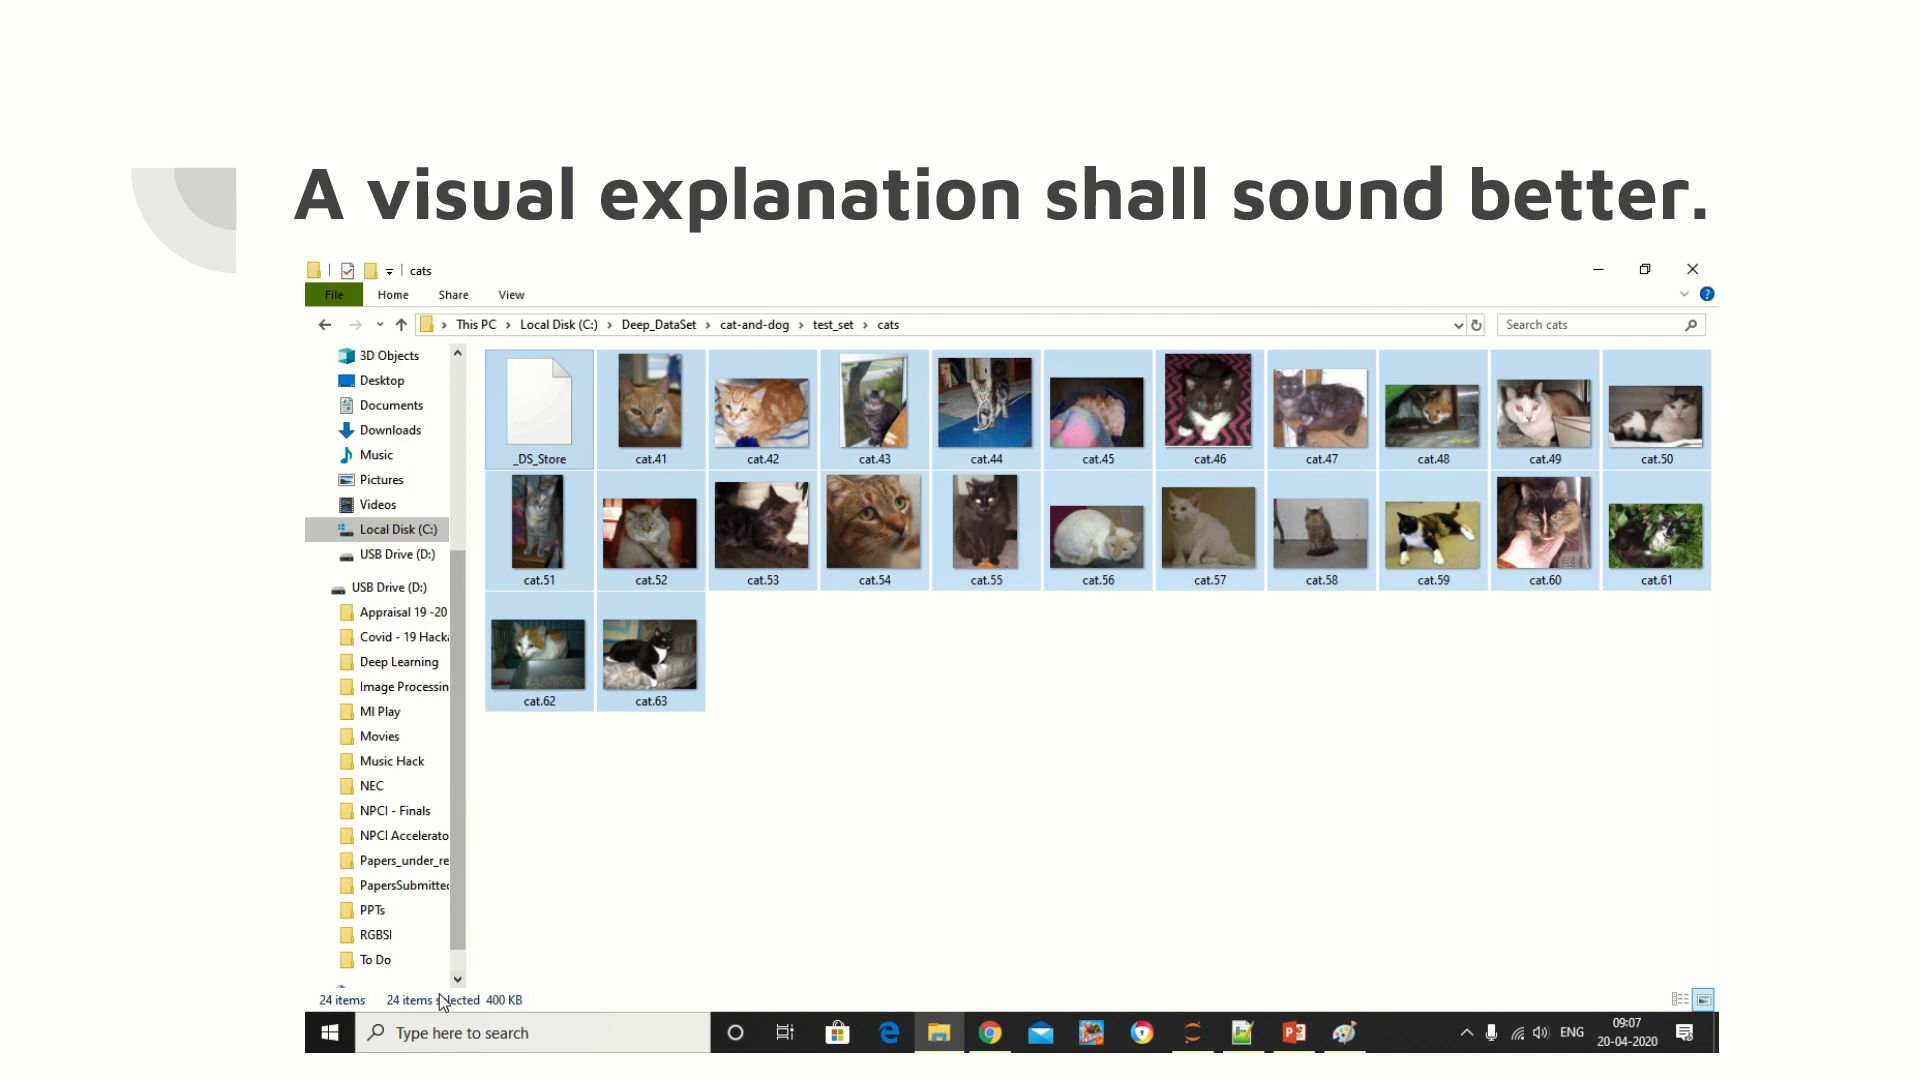 A visual explanation shall sound better.
cats
File Home Share View
This PC Local Disk (C:) Deep_DataSet cat-and-dog test_set cats
Search cats
3D Objects
Desktop
Documents
Downloads
Music
Pictures
Videos
Local Disk (C:)
USB Drive (D:)
USB Drive (D:)
Appraisal 19 -20
Covid - 19 Hacka
Deep Learning
Image Processin
MI Play
Movies
Music Hack
NEC
NPCI - Finals
NPCI Accelerato
Papers_under_re
PapersSubmitted
PPTs
RGBSI
To Do
_DS_Store cat.41 cat.42 cat.43 cat.44 cat.45 cat.46 cat.47 cat.48 cat.49 cat.50
cat.51 cat.52 cat.53 cat.54 cat.55 cat.56 cat.57 cat.58 cat.59 cat.60 cat.61
cat.62 cat.63
24 items 24 items selected 400 KB
Type here to search
ENG
09:07
20-04-2020